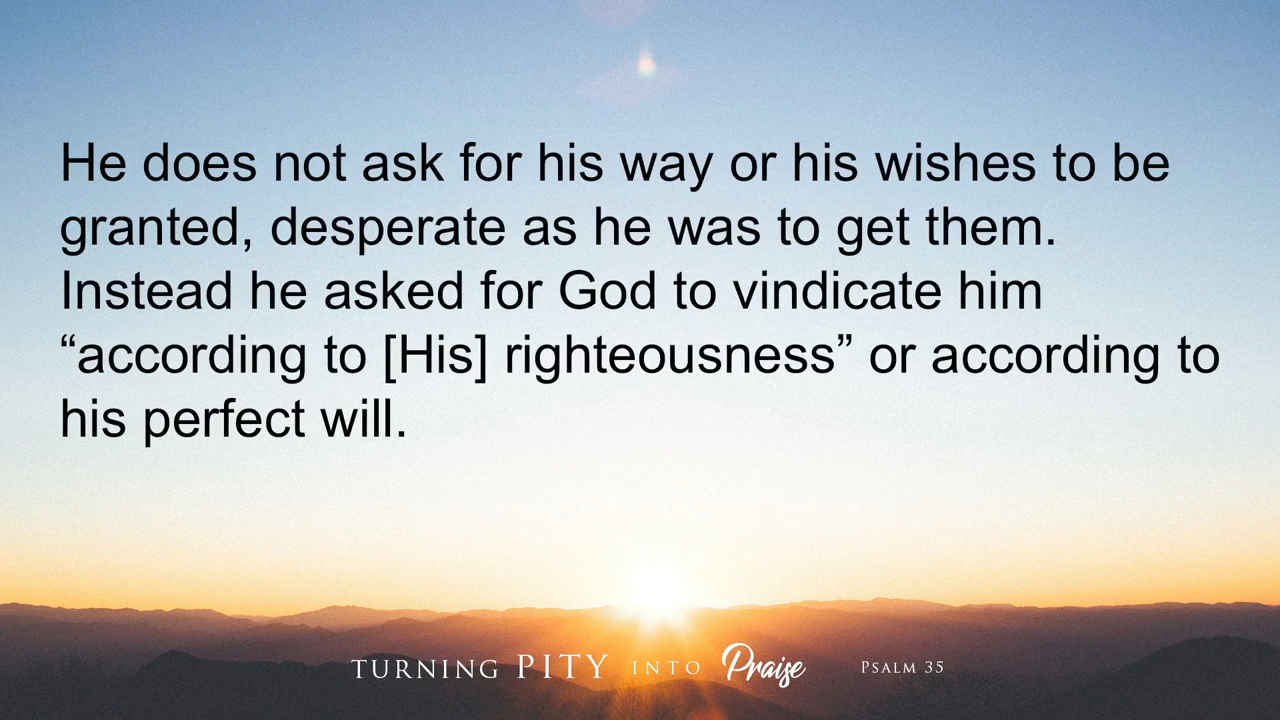 He does not ask for his way or his wishes to be
granted, desperate as he was to get them.
Instead he asked for God to vindicate him
“according to [His] righteousness” or according to
his perfect will.
TURNING PITY INTO Praise PSALM 35